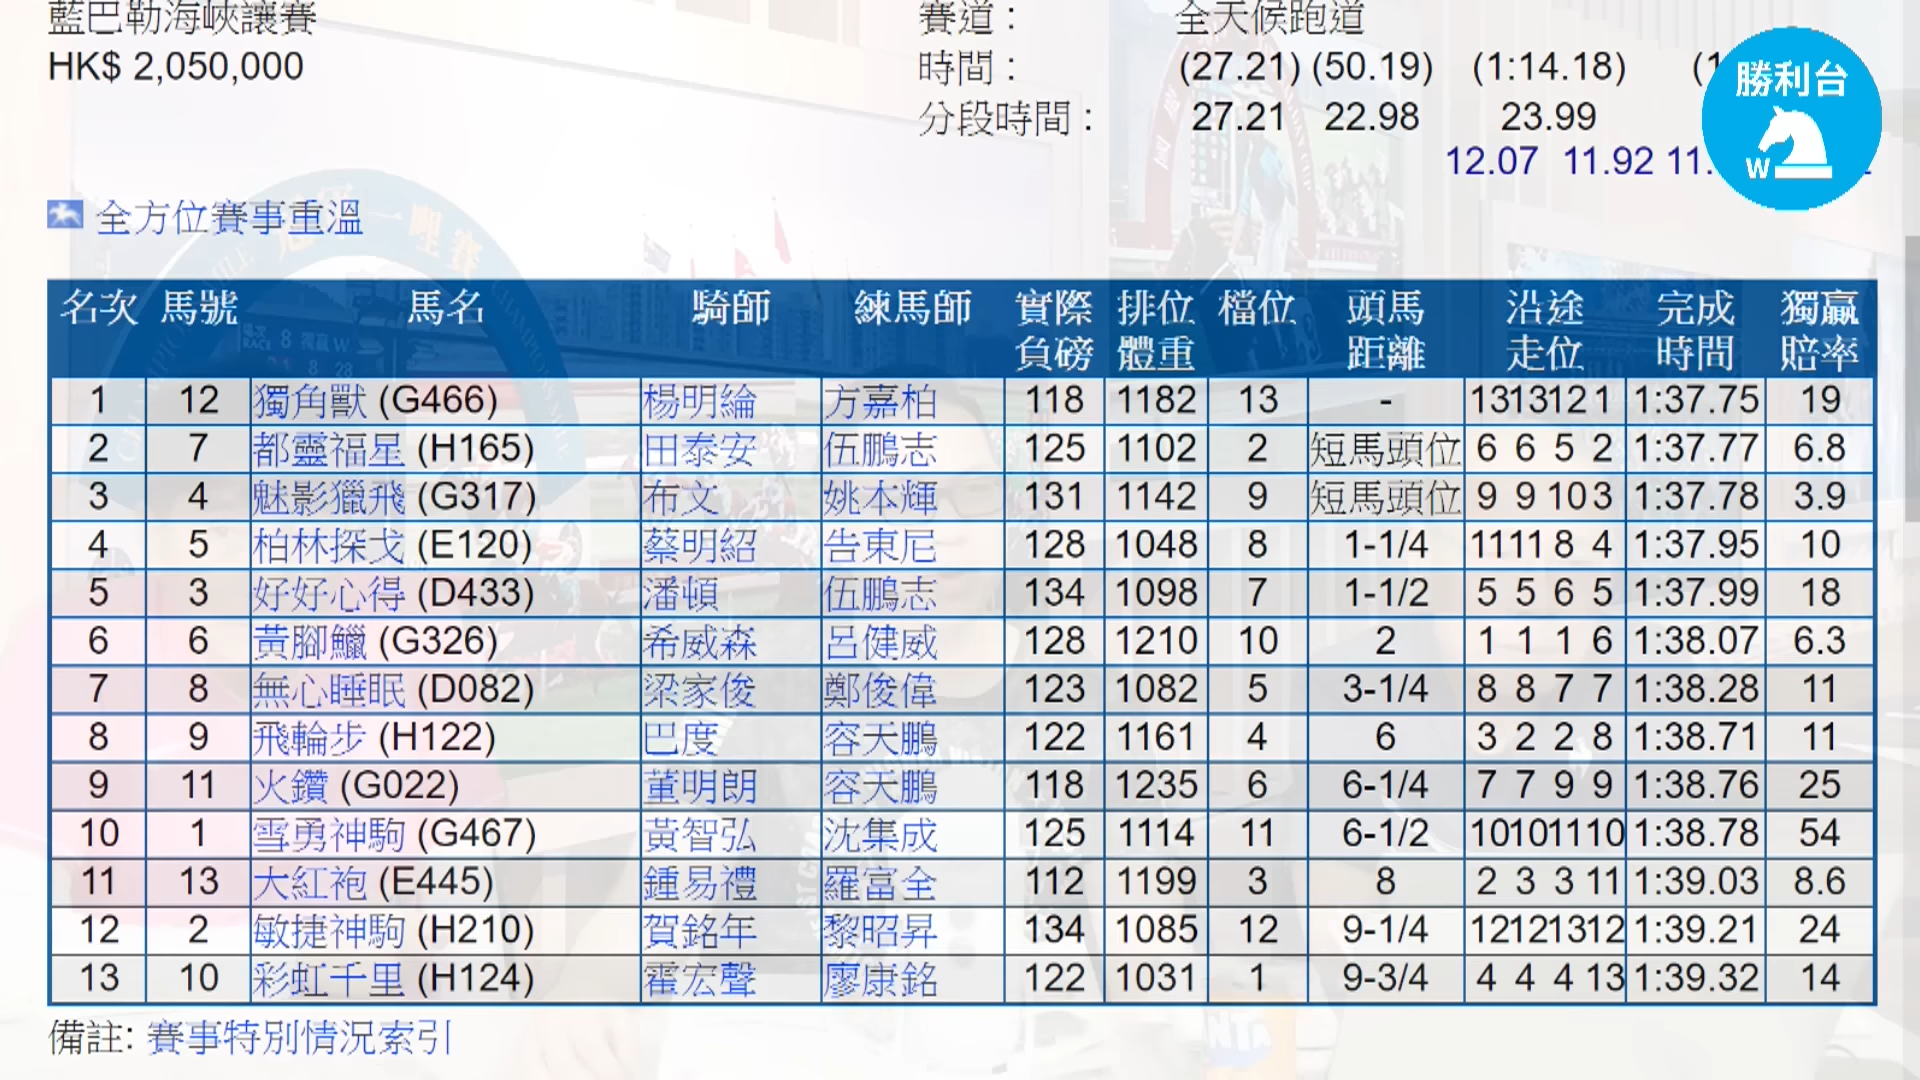 藍巴勒海峽讓賽 賽道 : 全天候跑道
HK$ 2,050,000 時間 : (27.21) (50.19) (1:14.18) (1
分段時間 : 27.21 22.98 23.99
12.07 11.92 11.
勝利台
W
全方位賽事重溫
名次 馬號 馬名 騎師 練馬師 實際負磅 排位體重 檔位 頭馬距離 沿途走位 完成時間 獨贏賠率
1 12 獨角獸 (G466) 楊明綸 方嘉柏 118 1182 13 - 13 13 12 1 1:37.75 19
2 7 都靈福星 (H165) 田泰安 伍鵬志 125 1102 2 短馬頭位 6 6 5 2 1:37.77 6.8
3 4 魅影獵飛 (G317) 布文 姚本輝 131 1142 9 短馬頭位 9 9 10 3 1:37.78 3.9
4 5 柏林探戈 (E120) 蔡明紹 告東尼 128 1048 8 1-1/4 11 11 8 4 1:37.95 10
5 3 好好心得 (D433) 潘頓 伍鵬志 134 1098 7 1-1/2 5 5 6 5 1:37.99 18
6 6 黃腳鱲 (G326) 希威森 呂健威 128 1210 10 2 1 1 1 6 1:38.07 6.3
7 8 無心睡眠 (D082) 梁家俊 鄭俊偉 123 1082 5 3-1/4 8 8 7 7 1:38.28 11
8 9 飛輪步 (H122) 巴度 容天鵬 122 1161 4 6 3 2 2 8 1:38.71 11
9 11 火鑽 (G022) 董明朗 容天鵬 118 1235 6 6-1/4 7 7 9 9 1:38.76 25
10 1 雪勇神駒 (G467) 黃智弘 沈集成 125 1114 11 6-1/2 10 10 11 10 1:38.78 54
11 13 大紅袍 (E445) 鍾易禮 羅富全 112 1199 3 8 2 3 3 11 1:39.03 8.6
12 2 敏捷神駒 (H210) 賀銘年 黎昭昇 134 1085 12 9-1/4 12 12 13 12 1:39.21 24
13 10 彩虹千里 (H124) 霍宏聲 廖康銘 122 1031 1 9-3/4 4 4 4 13 1:39.32 14
備註: 賽事特別情況索引